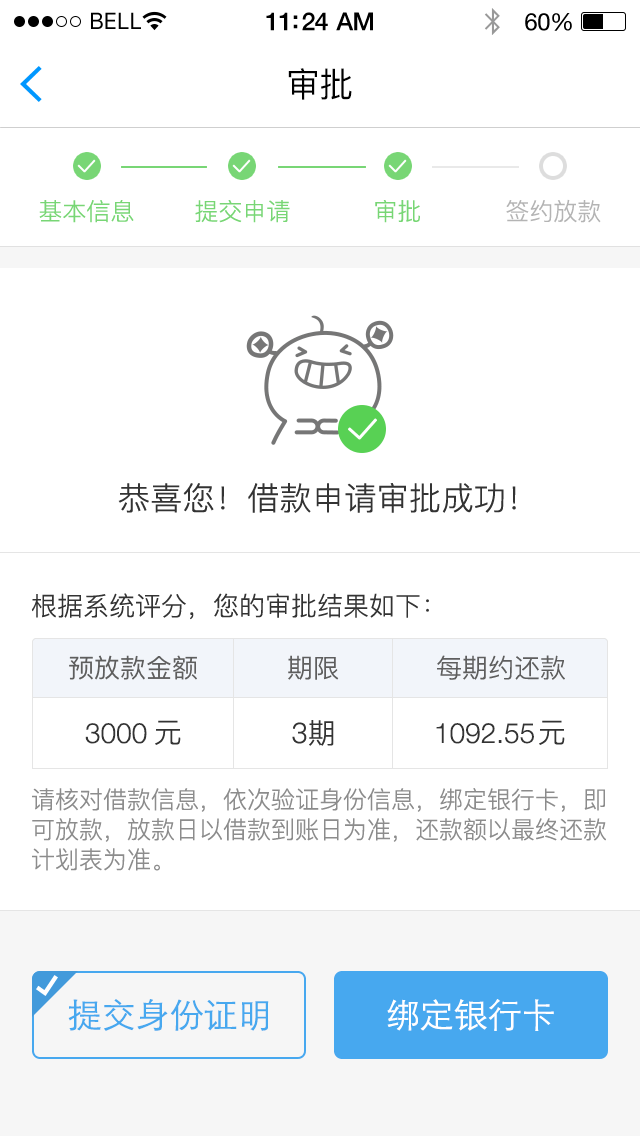 BELL 11:24 AM 60%
审批
基本信息 提交申请 审批 签约放款
恭喜您！借款申请审批成功！
根据系统评分，您的审批结果如下：
预放款金额 期限 每期约还款
3000 元 3期 1092.55元
请核对借款信息，依次验证身份信息，绑定银行卡，即
可放款，放款日以借款到账日为准，还款额以最终还款
计划表为准。
提交身份证明 绑定银行卡